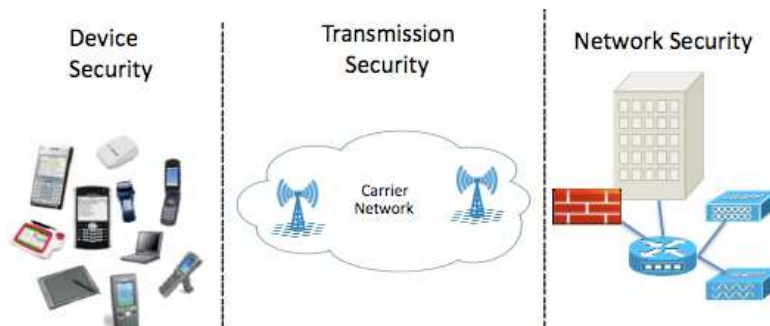 Device
Security
Transmission
Security
Network Security
Carrier
Network